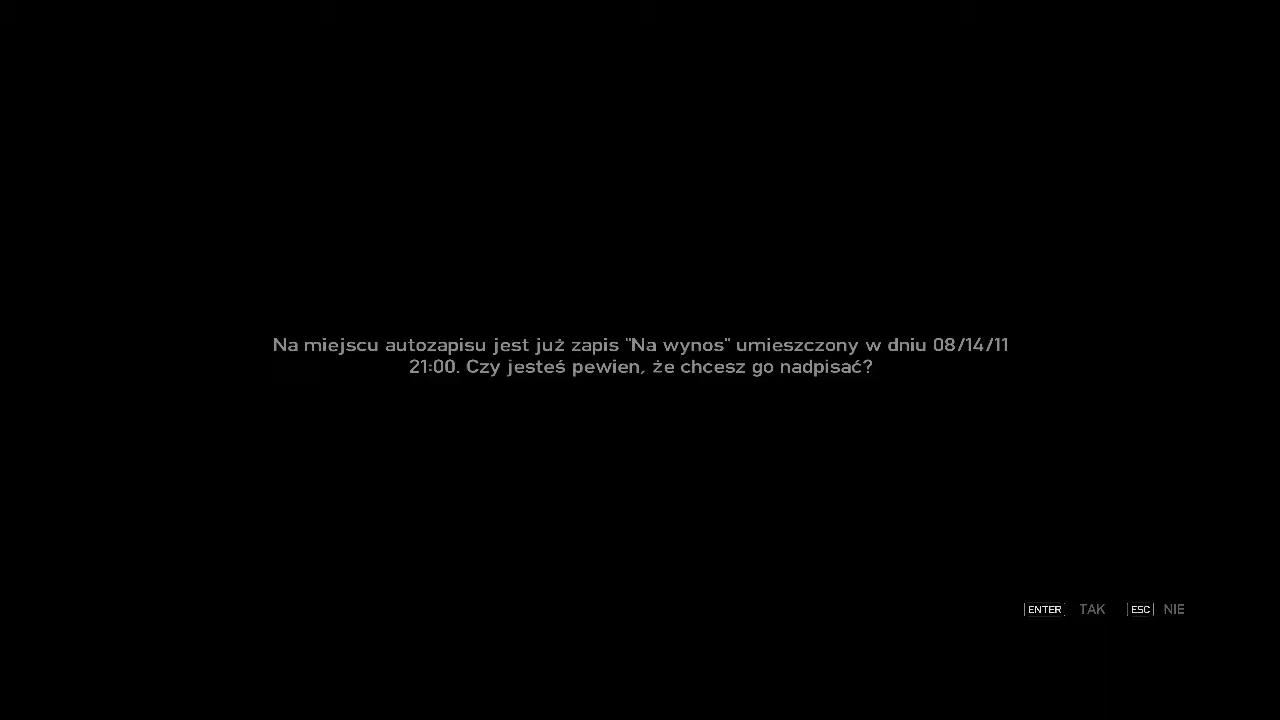 Na miejscu autozapisu jest już zapis "Na wynos" umieszczony w dniu 08/14/11
21:00. Czy jesteś pewien, że chcesz go nadpisać?
ENTER TAK ESC NIE